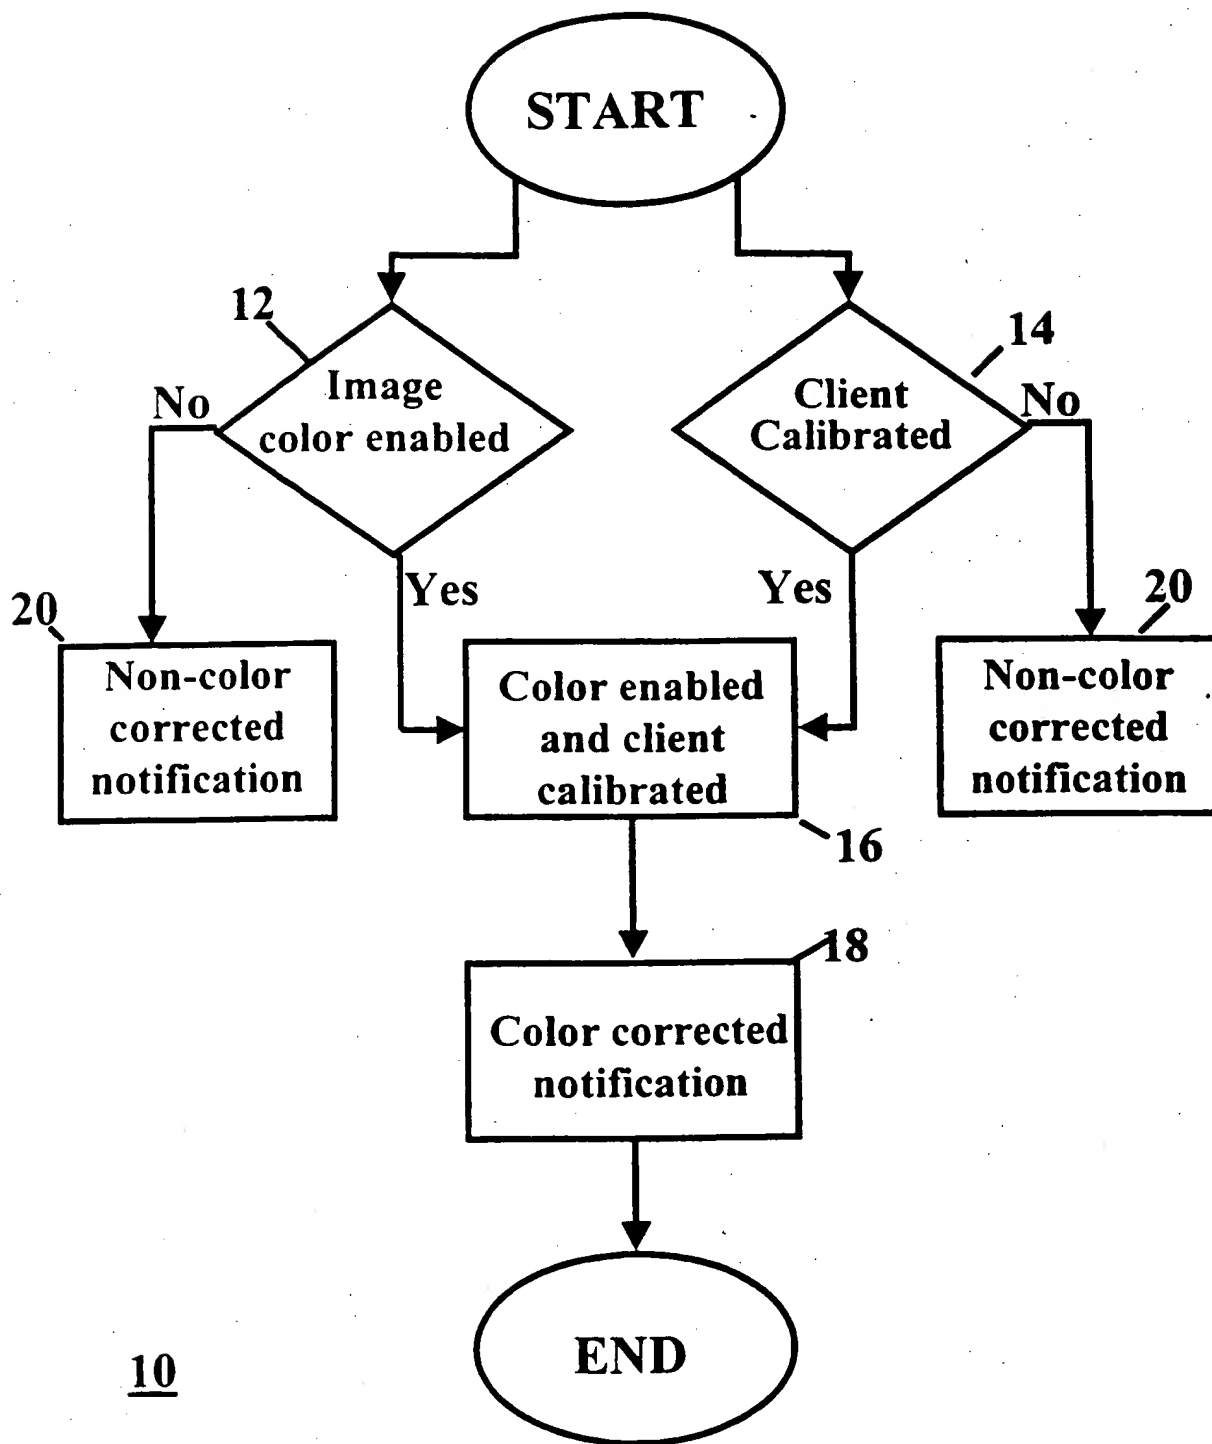 START
12
14
Image
color enabled
Client
Calibrated
No
No
Yes
Yes
20
20
Non-color
corrected
notification
Color enabled
and client
calibrated
Non-color
corrected
notification
16
18
Color corrected
notification
END
10